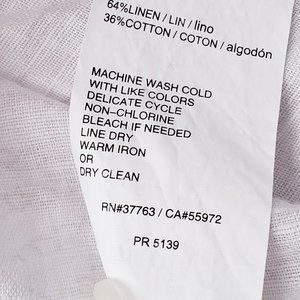 64%LINEN / LIN / lino
36%COTTON / COTON / algodón
MACHINE WASH COLD
WITH LIKE COLORS
DELICATE CYCLE
NON-CHLORINE
BLEACH IF NEEDED
LINE DRY
WARM IRON
OR
DRY CLEAN
RN#37763 / CA#55972
PR 5139